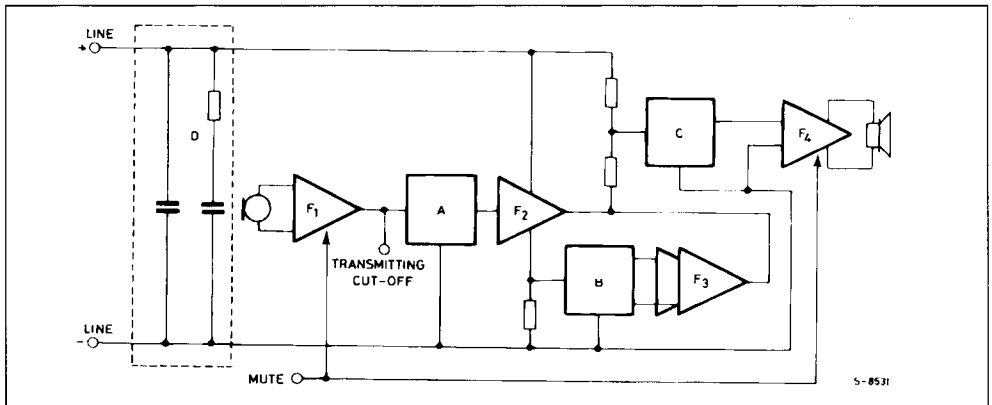 LINE
+
D
F1
A
F2
C
F4
TRANSMITTING
CUT-OFF
B
F3
LINE
-
MUTE
S-8531